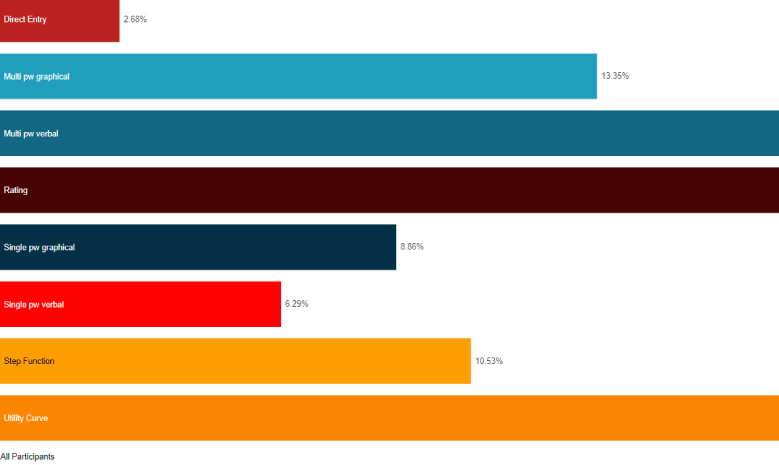 Direct Entry 2.68%
Multi pw graphical 13.35%
Multi pw verbal
Rating
Single pw graphical 8.86%
Single pw verbal 6.29%
Step Function 10.53%
Utility Curve
All Participants